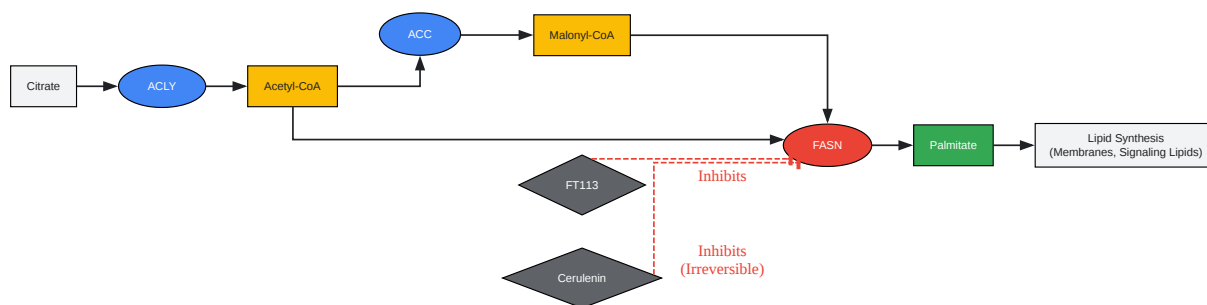 ACC
Malonyl-CoA
Citrate
ACLY
Acetyl-CoA
FASN
Palmitate
Lipid Synthesis
(Membranes, Signaling Lipids)
FT113
Inhibits
Inhibits
(Irreversible)
Cerulenin